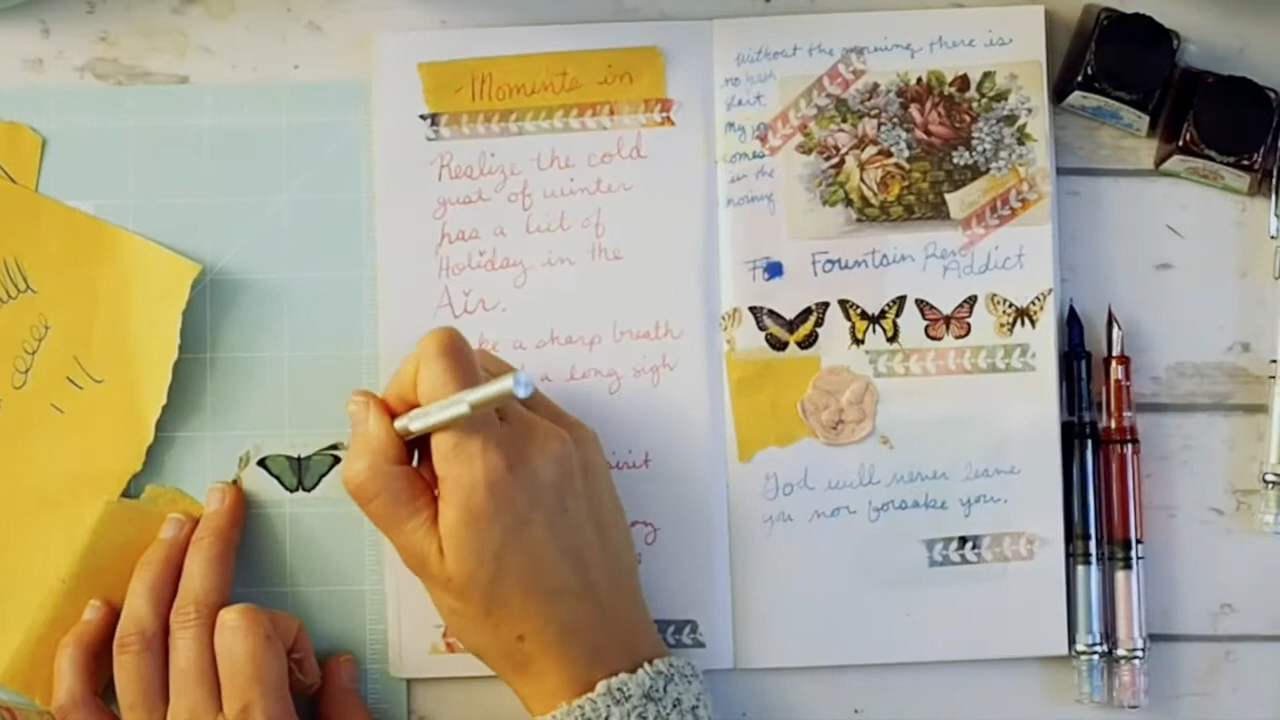 - Moments in
Realize the cold
gust of winter
has a bit of
Holiday in the
Air.
a sharp breath
a long sigh
without the morning there is
no fresh
start
My
comes
in the
morning
Fountain Pen
Addict
God will never leave
you nor forsake you.